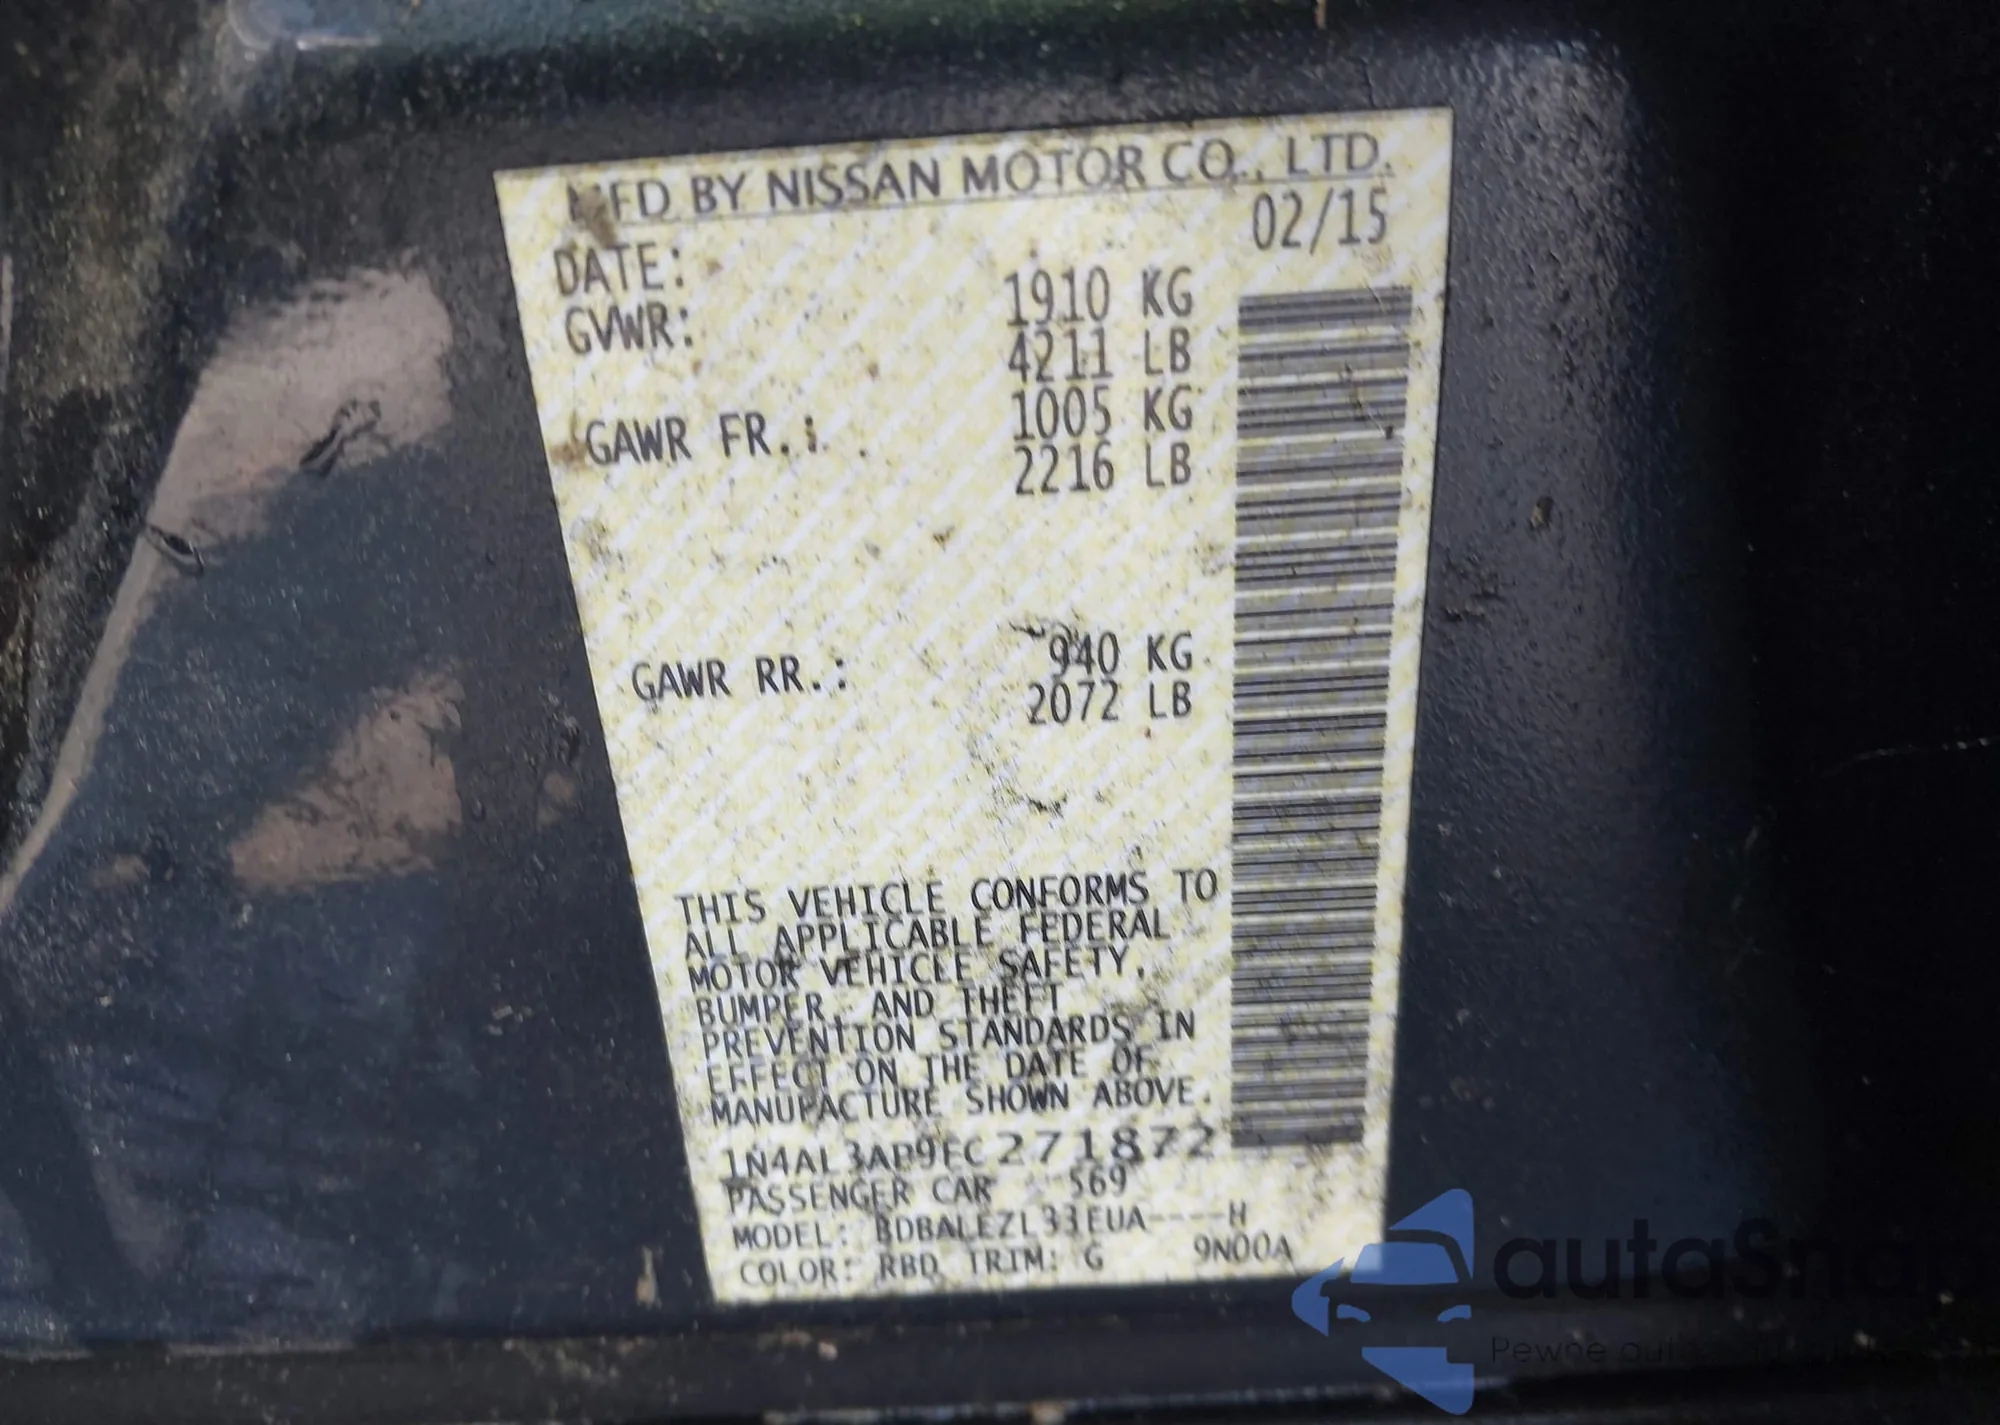 MFD BY NISSAN MOTOR CO., LTD.
DATE: 02/15
GVWR: 1910 KG
4211 LB
GAWR FR.: 1005 KG
2216 LB
GAWR RR.: 940 KG
2072 LB
THIS VEHICLE CONFORMS TO
ALL APPLICABLE FEDERAL
MOTOR VEHICLE SAFETY,
BUMPER, AND THEFT
PREVENTION STANDARDS IN
EFFECT ON THE DATE OF
MANUFACTURE SHOWN ABOVE.
1N4AL3AP9FC271872
PASSENGER CAR 569
MODEL: BDBALEZL33EUA----H
COLOR: RBD TRIM: G 9N00A
autaSna
Pewne